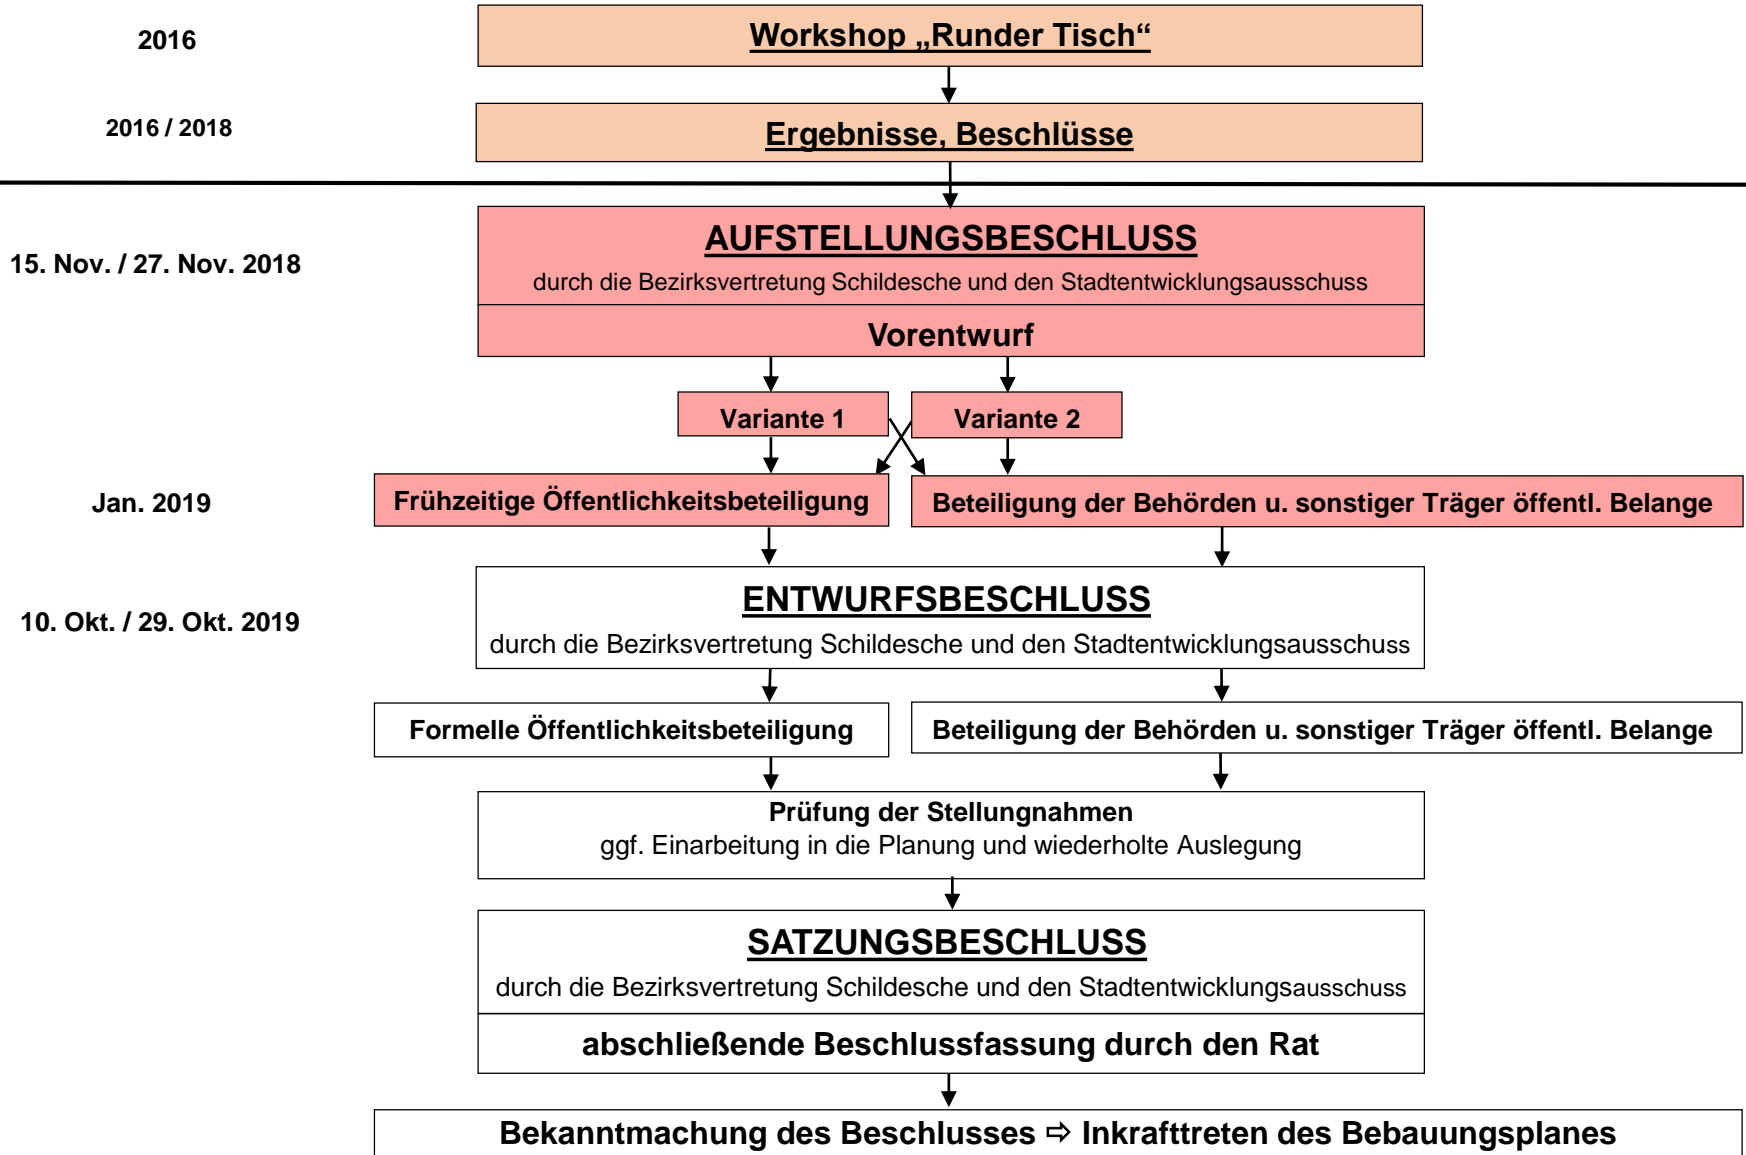 2016
Workshop „Runder Tisch“
2016 / 2018
Ergebnisse, Beschlüsse
AUFSTELLUNGSBESCHLUSS
15. Nov. / 27. Nov. 2018
durch die Bezirksvertretung Schildesche und den Stadtentwicklungsausschuss
Vorentwurf
Variante 1
Variante 2
Jan. 2019
Frühzeitige Öffentlichkeitsbeteiligung
Beteiligung der Behörden u. sonstiger Träger öffentl. Belange
ENTWURFSBESCHLUSS
10. Okt. / 29. Okt. 2019
durch die Bezirksvertretung Schildesche und den Stadtentwicklungsausschuss
Formelle Öffentlichkeitsbeteiligung
Beteiligung der Behörden u. sonstiger Träger öffentl. Belange
Prüfung der Stellungnahmen
ggf. Einarbeitung in die Planung und wiederholte Auslegung
SATZUNGSBESCHLUSS
durch die Bezirksvertretung Schildesche und den Stadtentwicklungsausschuss
abschließende Beschlussfassung durch den Rat
Bekanntmachung des Beschlusses ⇨ Inkrafttreten des Bebauungsplanes